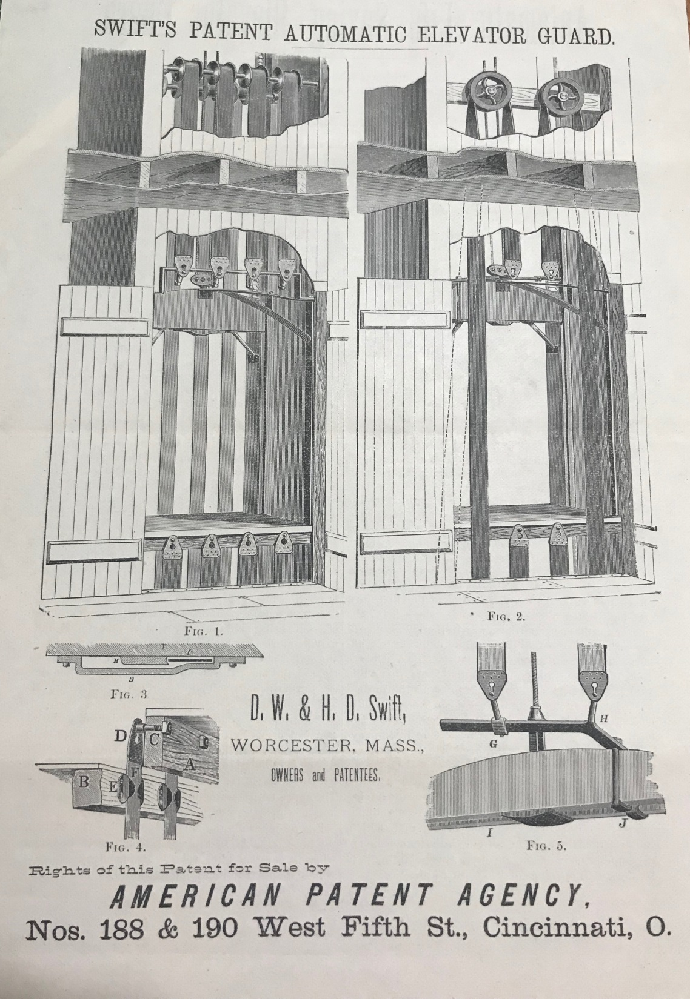 SWIFT'S PATENT AUTOMATIC ELEVATOR GUARD.
FIG. 1.
FIG. 2.
H
D
FIG. 3
D
C
A
B
E
F
FIG. 4.
D. W. & H. D. Swift,
WORCESTER, MASS.,
OWNERS and PATENTEES.
H
G
I
J
FIG. 5.
Rights of this Patent for Sale by
AMERICAN PATENT AGENCY,
Nos. 188 & 190 West Fifth St., Cincinnati, O.